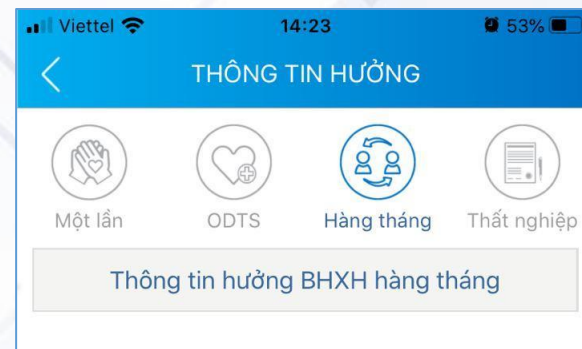 Viettel 14:23 53%
THÔNG TIN HƯỞNG
Một lần ODTS Hàng tháng Thất nghiệp
Thông tin hưởng BHXH hàng tháng